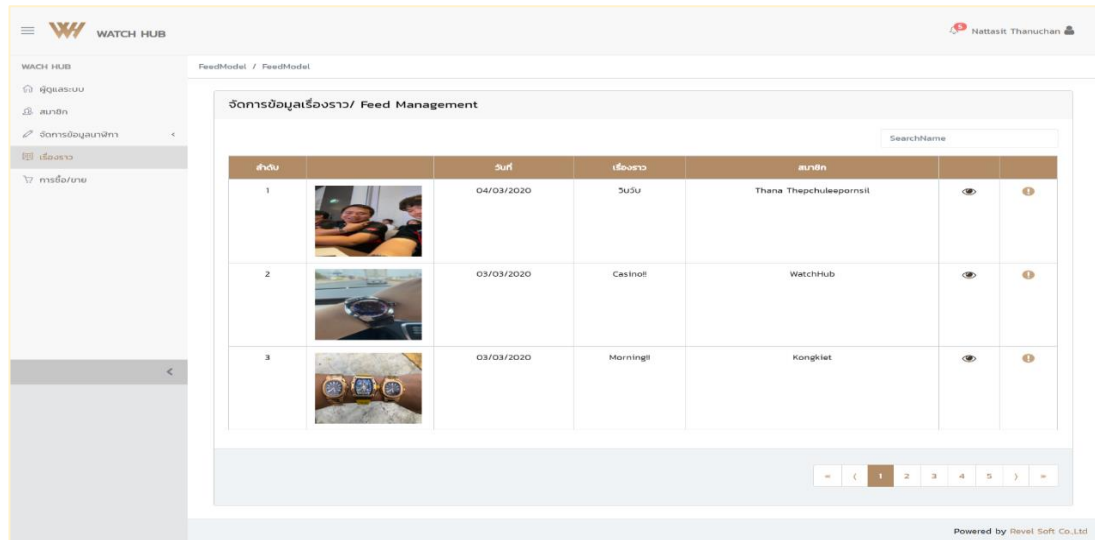 WATCH HUB
5
Nattasit Thanuchan
WACH HUB
FeedModel / FeedModel
ผู้ดูแลระบบ
สมาชิก
จัดการข้อมูลนาฬิกา
เรื่องราว
การซื้อ/ขาย
จัดการข้อมูลเรื่องราว/ Feed Management
SearchName
ลำดับ วันที่ เรื่องราว สมาชิก
1 04/03/2020 วิบวับ Thana Thepchuleepornsil
2 03/03/2020 Casino!! WatchHub
3 03/03/2020 Morning!! Kongkiet
« ⟨ 1 2 3 4 5 ⟩ »
Powered by Revel Soft Co.,Ltd